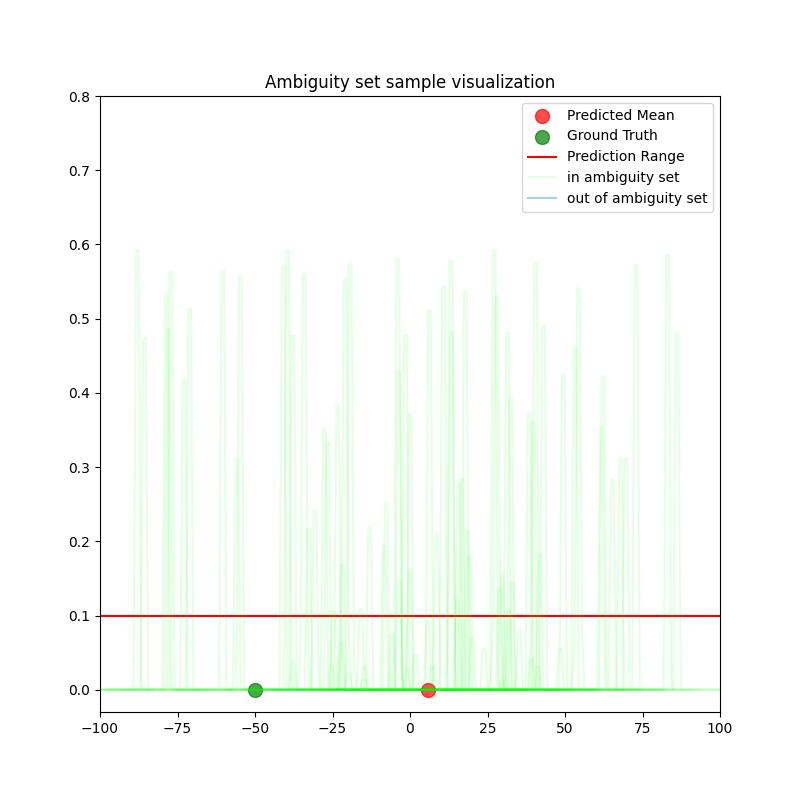 Ambiguity set sample visualization
0.8
0.7
0.6
0.5
0.4
0.3
0.2
0.1
0.0
Predicted Mean
Ground Truth
Prediction Range
in ambiguity set
out of ambiguity set
−100 −75 −50 −25 0 25 50 75 100